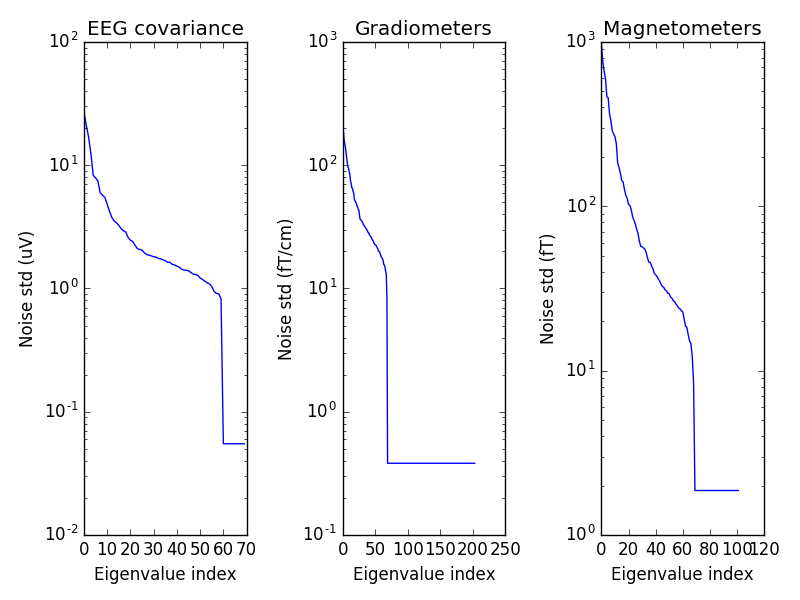 EEG covariance
10^2
10^1
10^0
10^-1
10^-2
Noise std (uV)
0 10 20 30 40 50 60 70
Eigenvalue index
Gradiometers
10^3
10^2
10^1
10^0
10^-1
Noise std (fT/cm)
0 50 100 150 200 250
Eigenvalue index
Magnetometers
10^3
10^2
10^1
10^0
Noise std (fT)
0 20 40 60 80 100 120
Eigenvalue index